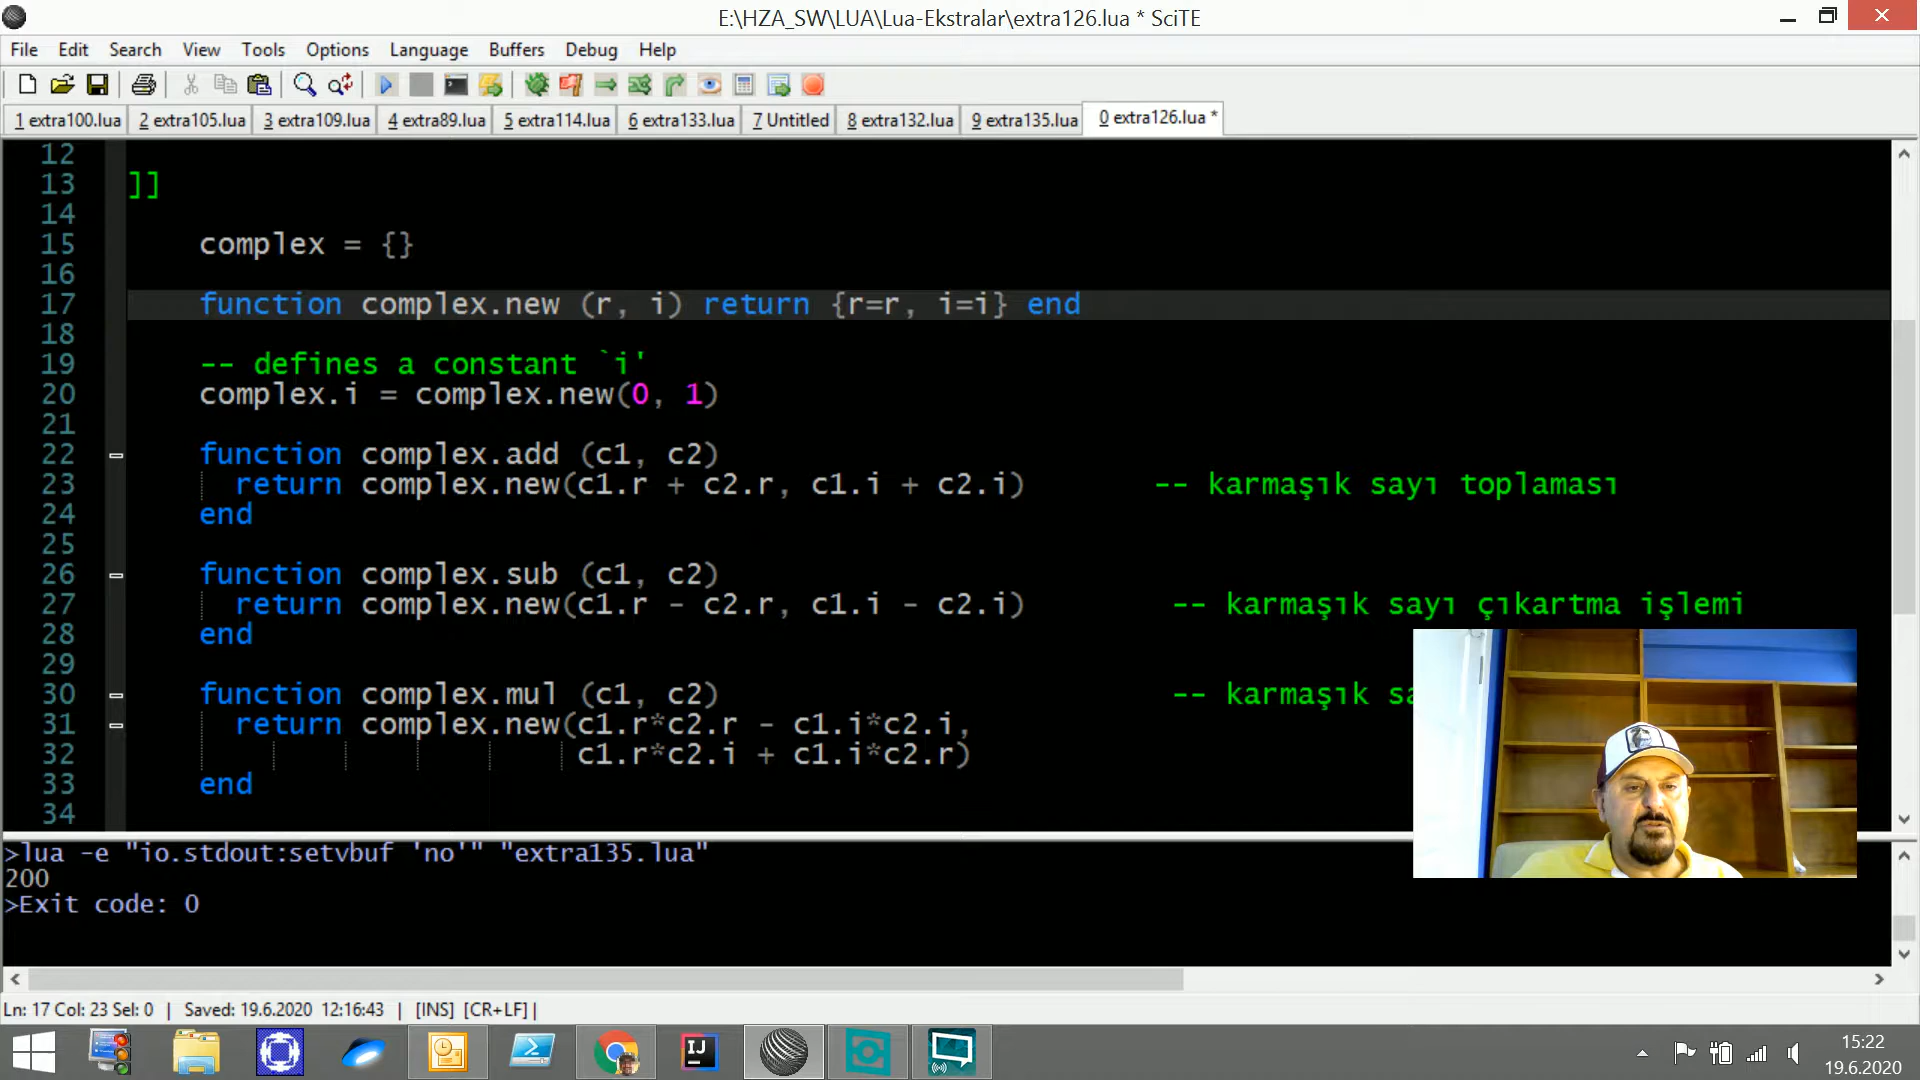 E:\HZA_SW\LUA\Lua-Ekstralar\extra126.lua * SciTE
File Edit Search View Tools Options Language Buffers Debug Help
1 extra100.lua 2 extra105.lua 3 extra109.lua 4 extra89.lua 5 extra114.lua 6 extra133.lua 7 Untitled 8 extra132.lua 9 extra135.lua 0 extra126.lua *
12
13 ]]
14
15 complex = {}
16
17 function complex.new (r, i) return {r=r, i=i} end
18
19 -- defines a constant `i'
20 complex.i = complex.new(0, 1)
21
22 function complex.add (c1, c2)
23 return complex.new(c1.r + c2.r, c1.i + c2.i) -- karmaşık sayı toplaması
24 end
25
26 function complex.sub (c1, c2)
27 return complex.new(c1.r - c2.r, c1.i - c2.i) -- karmaşık sayı çıkartma işlemi
28 end
29
30 function complex.mul (c1, c2) -- karmaşık
31 return complex.new(c1.r*c2.r - c1.i*c2.i,
32 c1.r*c2.i + c1.i*c2.r)
33 end
34
>lua -e "io.stdout:setvbuf 'no'" "extra135.lua"
200
>Exit code: 0
Ln: 17 Col: 23 Sel: 0 | Saved: 19.6.2020 12:16:43 | [INS] [CR+LF] |
IJ
15:22
19.6.2020